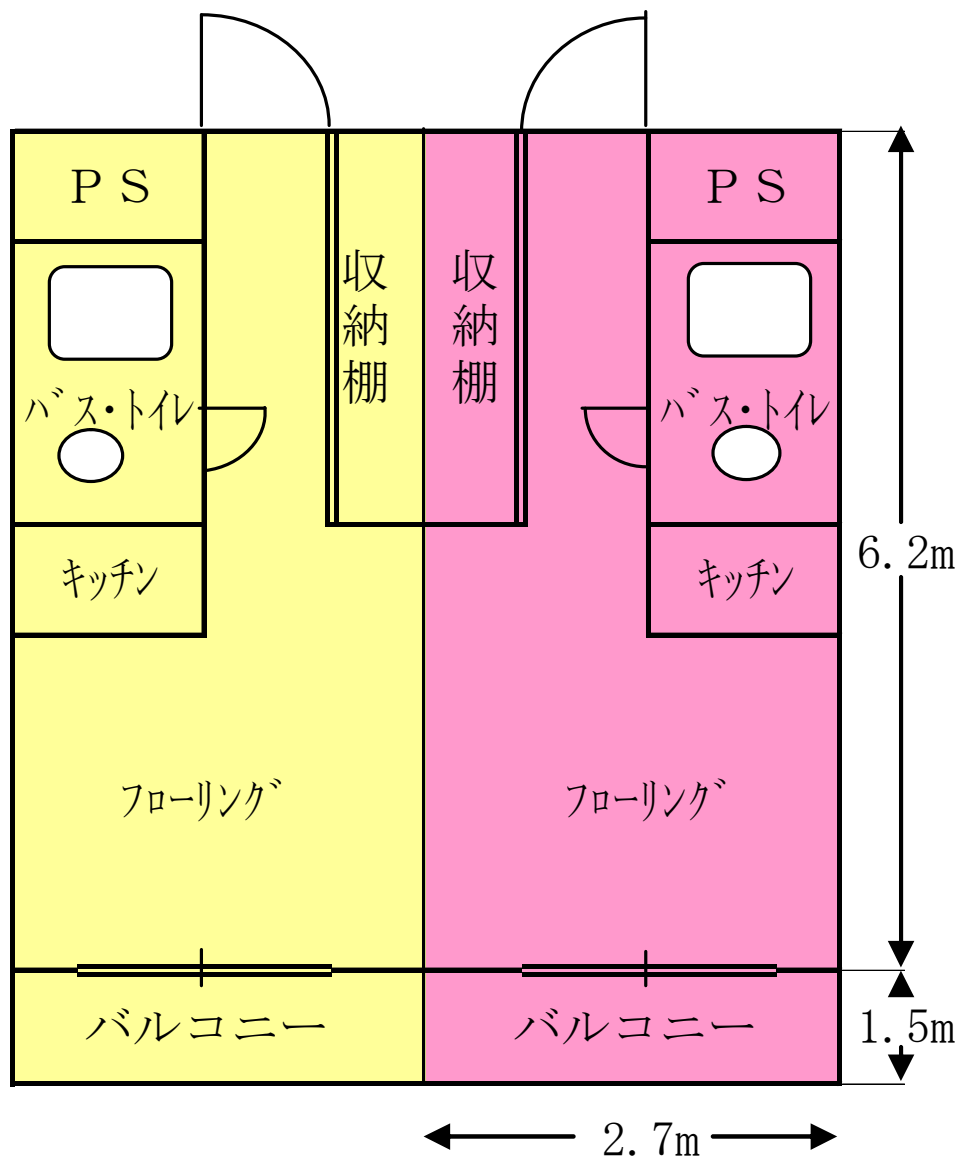 ＰＳ
ＰＳ
収納棚
収納棚
ﾊﾞｽ・ﾄｲﾚ
ﾊﾞｽ・ﾄｲﾚ
6.2m
ｷｯﾁﾝ
ｷｯﾁﾝ
ﾌﾛｰﾘﾝｸﾞ
ﾌﾛｰﾘﾝｸﾞ
バルコニー
バルコニー
1.5m
2.7m